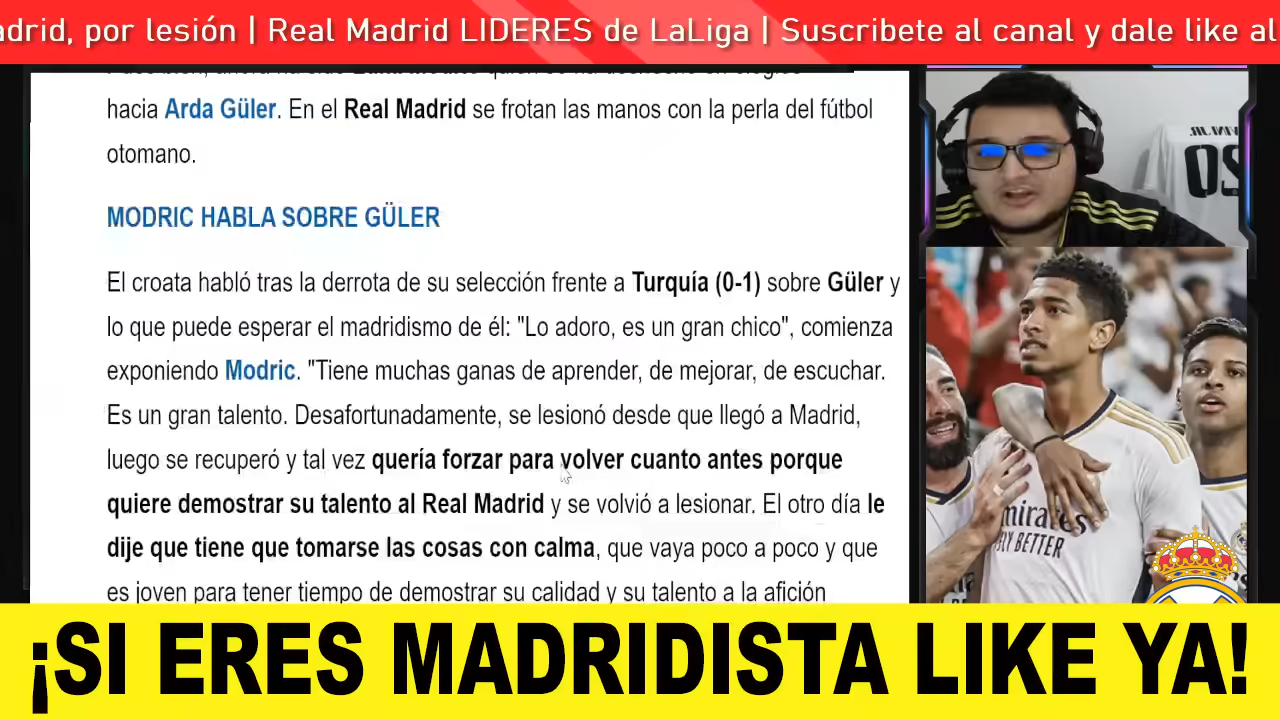 adrid, por lesión | Real Madrid LIDERES de LaLiga | Suscribete al canal y dale like al
hacia Arda Güler. En el Real Madrid se frotan las manos con la perla del fútbol
otomano.
MODRIC HABLA SOBRE GÜLER
El croata habló tras la derrota de su selección frente a Turquía (0-1) sobre Güler y
lo que puede esperar el madridismo de él: "Lo adoro, es un gran chico", comienza
exponiendo Modric. "Tiene muchas ganas de aprender, de mejorar, de escuchar.
Es un gran talento. Desafortunadamente, se lesionó desde que llegó a Madrid,
luego se recuperó y tal vez quería forzar para volver cuanto antes porque
quiere demostrar su talento al Real Madrid y se volvió a lesionar. El otro día le
dije que tiene que tomarse las cosas con calma, que vaya poco a poco y que
es joven para tener tiempo de demostrar su calidad y su talento a la afición
VINI JR.
20
Emirates
FLY BETTER
¡SI ERES MADRIDISTA LIKE YA!